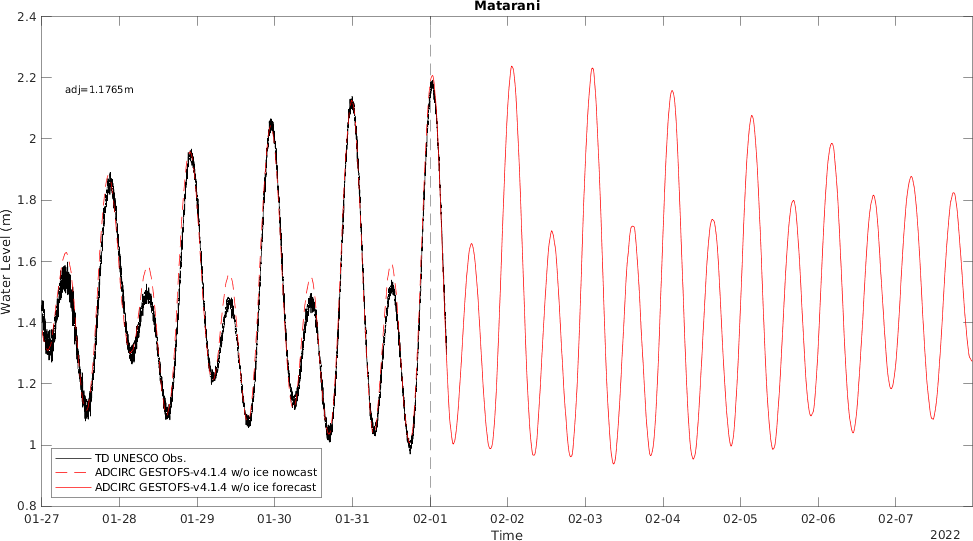 Matarani
2.4
2.2
2
1.8
1.6
1.4
1.2
1
0.8
Water Level (m)
adj=1.1765m
TD UNESCO Obs.
ADCIRC GESTOFS-v4.1.4 w/o ice nowcast
ADCIRC GESTOFS-v4.1.4 w/o ice forecast
01-27 01-28 01-29 01-30 01-31 02-01 02-02 02-03 02-04 02-05 02-06 02-07
Time
2022